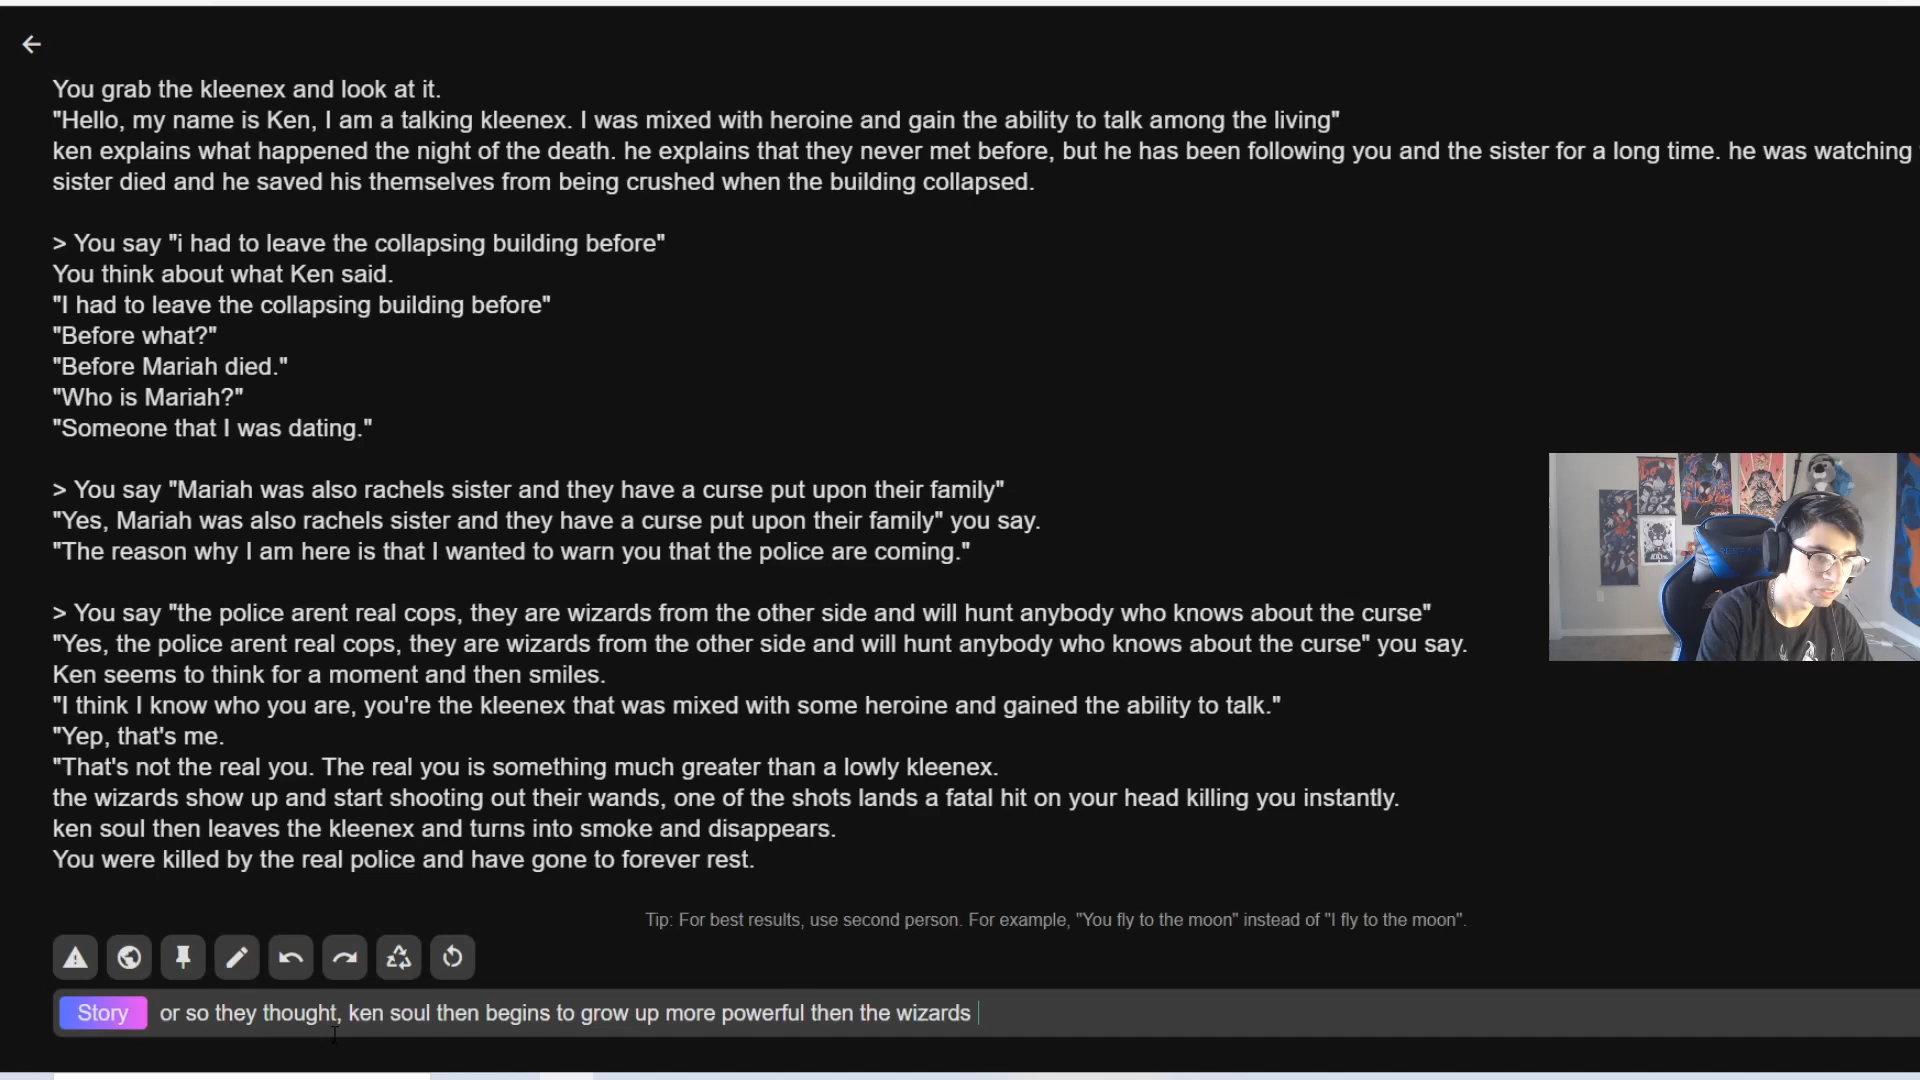 You grab the kleenex and look at it.
"Hello, my name is Ken, I am a talking kleenex. I was mixed with heroine and gain the ability to talk among the living"
ken explains what happened the night of the death. he explains that they never met before, but he has been following you and the sister for a long time. he was watching
sister died and he saved his themselves from being crushed when the building collapsed.
> You say "i had to leave the collapsing building before"
You think about what Ken said.
"I had to leave the collapsing building before"
"Before what?"
"Before Mariah died."
"Who is Mariah?"
"Someone that I was dating."
> You say "Mariah was also rachels sister and they have a curse put upon their family"
"Yes, Mariah was also rachels sister and they have a curse put upon their family" you say.
"The reason why I am here is that I wanted to warn you that the police are coming."
> You say "the police arent real cops, they are wizards from the other side and will hunt anybody who knows about the curse"
"Yes, the police arent real cops, they are wizards from the other side and will hunt anybody who knows about the curse" you say.
Ken seems to think for a moment and then smiles.
"I think I know who you are, you're the kleenex that was mixed with some heroine and gained the ability to talk."
"Yep, that's me.
"That's not the real you. The real you is something much greater than a lowly kleenex.
the wizards show up and start shooting out their wands, one of the shots lands a fatal hit on your head killing you instantly.
ken soul then leaves the kleenex and turns into smoke and disappears.
You were killed by the real police and have gone to forever rest.
Tip: For best results, use second person. For example, "You fly to the moon" instead of "I fly to the moon".
Story or so they thought, ken soul then begins to grow up more powerful then the wizards